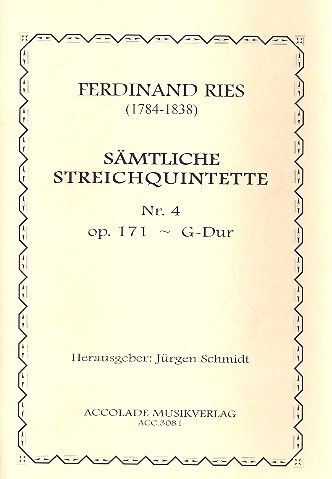 FERDINAND RIES
(1784-1838)
SÄMTLICHE
STREICHQUINTETTE
Nr. 4
op. 171 ~ G-Dur
Herausgeber: Jürgen Schmidt
ACCOLADE MUSIKVERLAG
ACC.3081